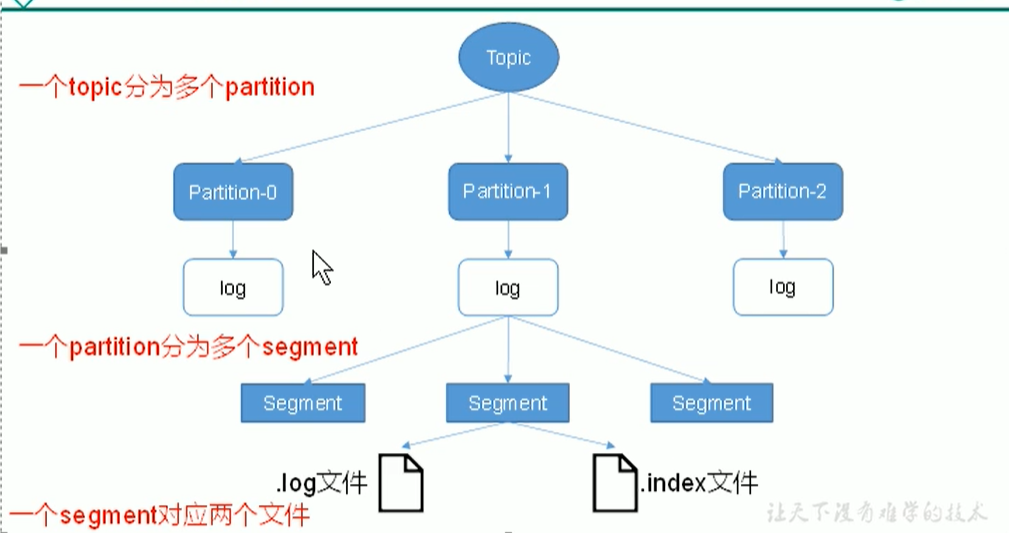 Topic
一个topic分为多个partition
Partition-0
Partition-1
Partition-2
log
log
log
一个partition分为多个segment
Segment
Segment
Segment
.log文件
.index文件
一个segment对应两个文件
让天下没有难学的技术